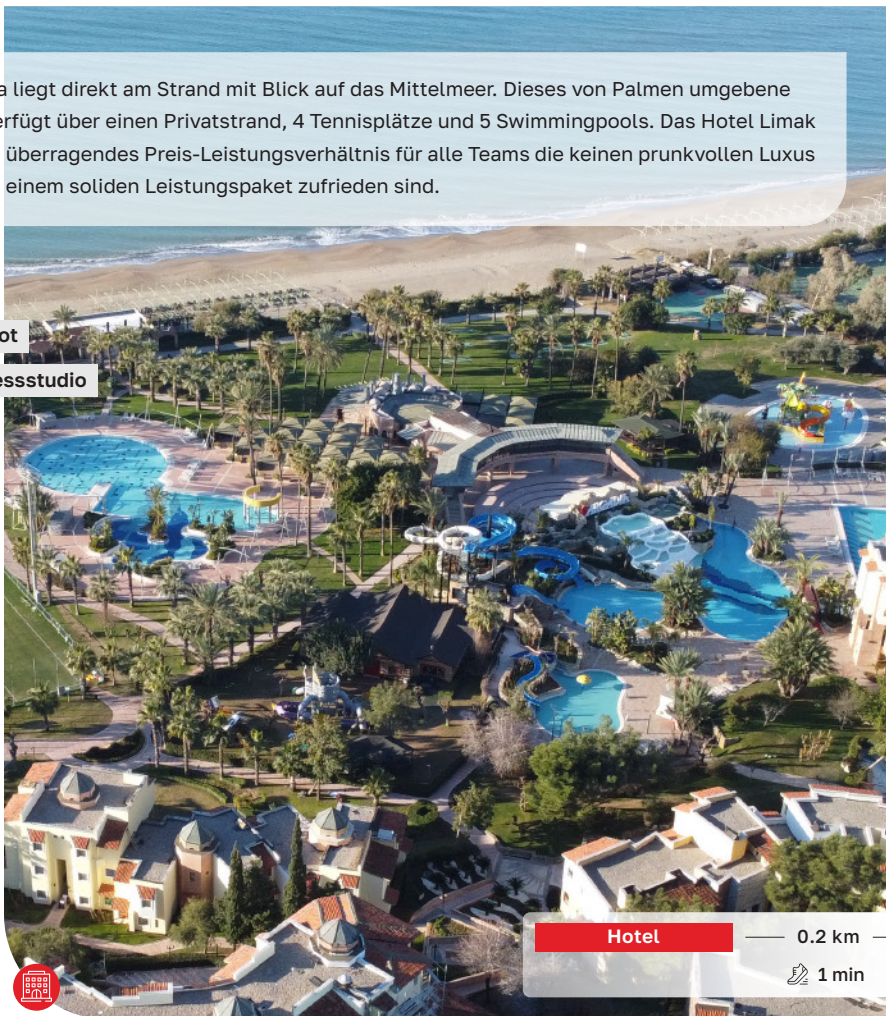 a liegt direkt am Strand mit Blick auf das Mittelmeer. Dieses von Palmen umgebene
erfügt über einen Privatstrand, 4 Tennisplätze und 5 Swimmingpools. Das Hotel Limak
überragendes Preis-Leistungsverhältnis für alle Teams die keinen prunkvollen Luxus
einem soliden Leistungspaket zufrieden sind.
ot
essstudio
Hotel 0.2 km
1 min